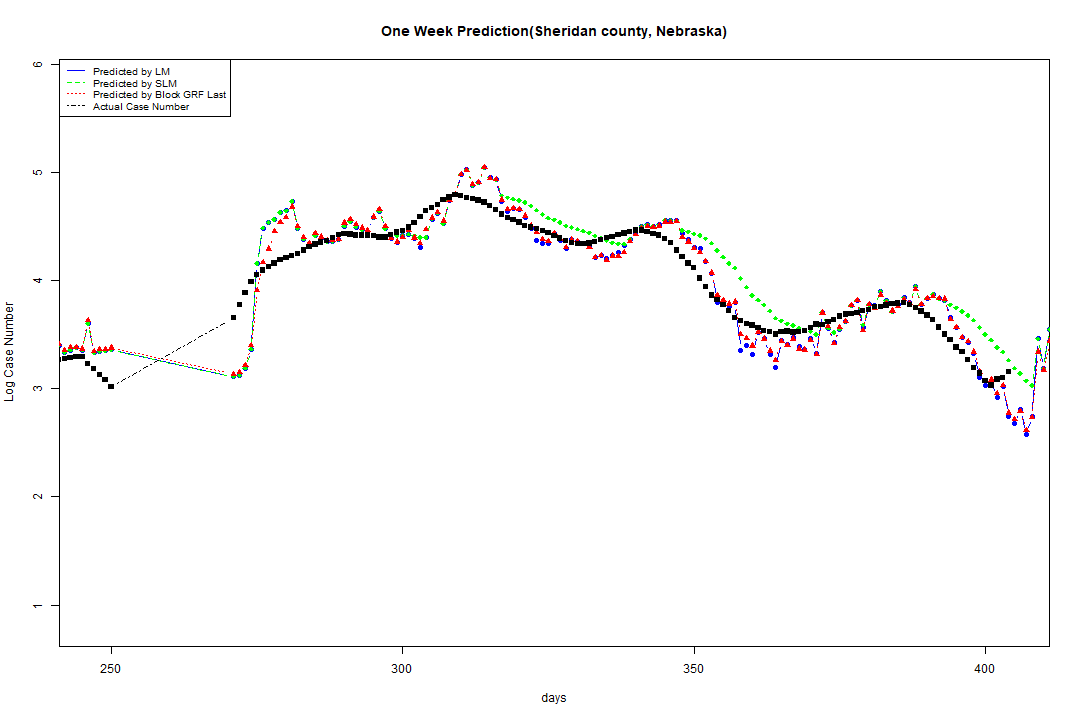 One Week Prediction(Sheridan county, Nebraska)
Predicted by LM
Predicted by SLM
Predicted by Block GRF Last
Actual Case Number
6
5
4
3
2
1
Log Case Number
250
300
350
400
days